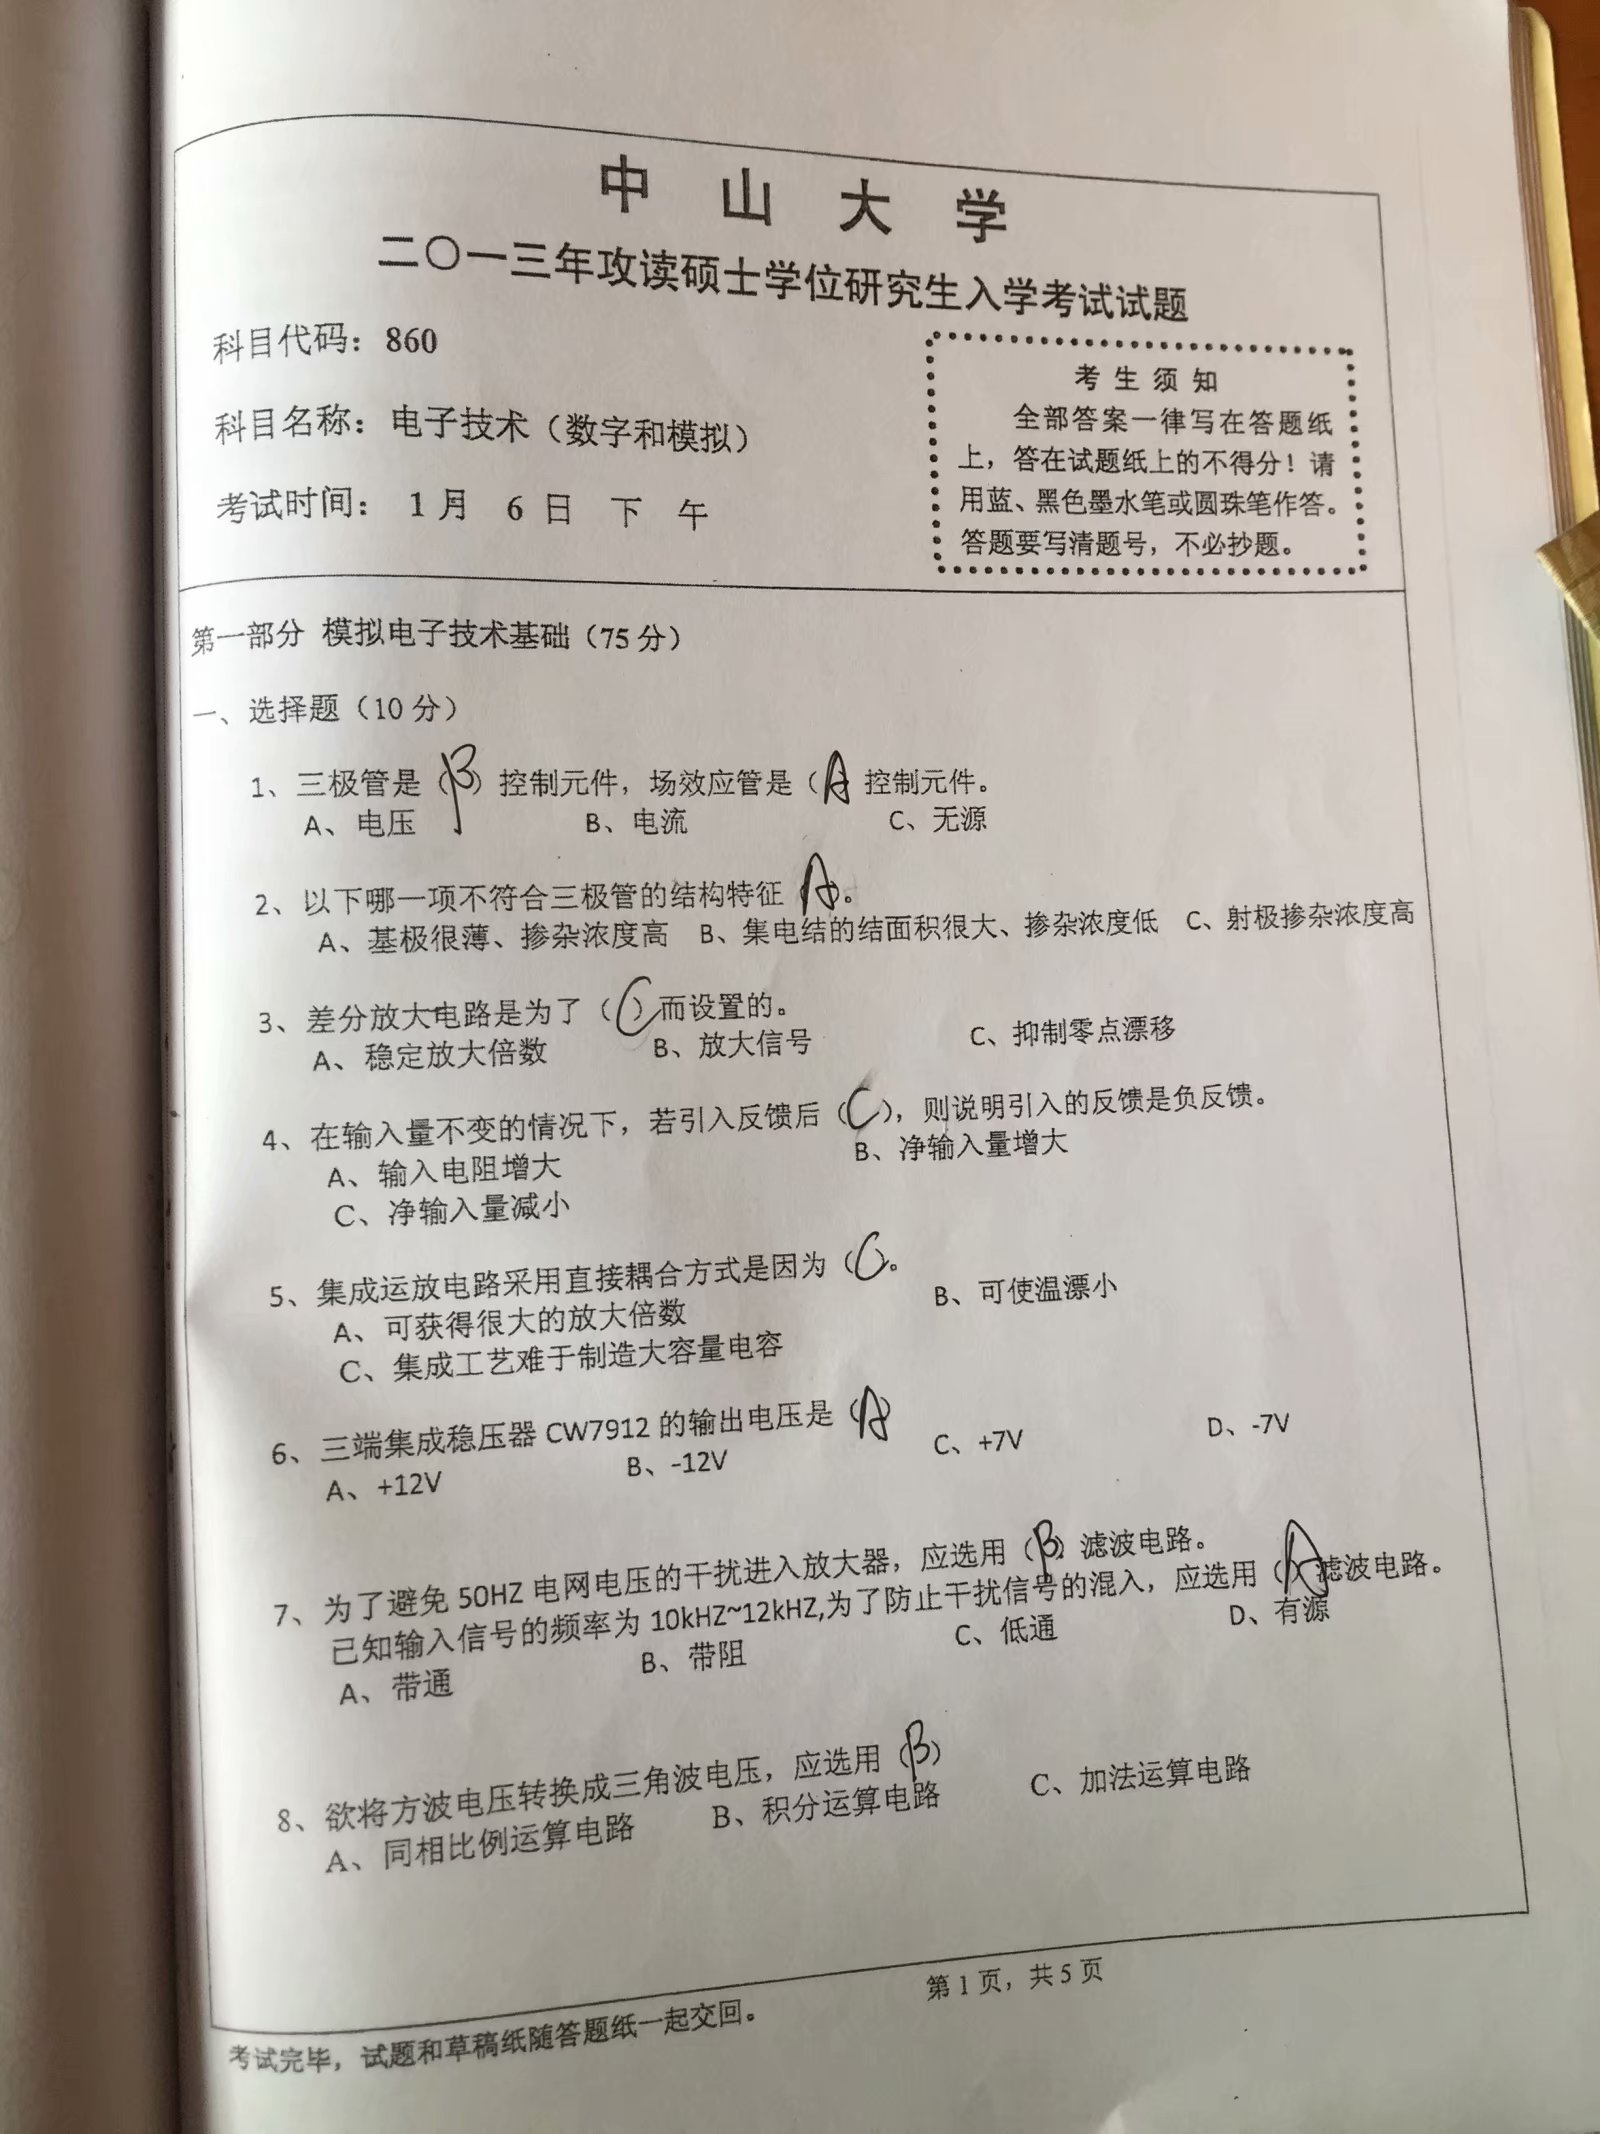 中 山 大 学
二〇一三年攻读硕士学位研究生入学考试试题
科目代码：860
科目名称：电子技术（数字和模拟）
考试时间： 1 月 6 日 下 午
考 生 须 知
全部答案一律写在答题纸
上，答在试题纸上的不得分！请
用蓝、黑色墨水笔或圆珠笔作答。
答题要写清题号，不必抄题。
第一部分 模拟电子技术基础（75 分）
一、选择题（10 分）
1、三极管是（B）控制元件，场效应管是（A）控制元件。
A、电压 B、电流 C、无源
2、以下哪一项不符合三极管的结构特征（A）。
A、基极很薄、掺杂浓度高 B、集电结的结面积很大、掺杂浓度低 C、射极掺杂浓度高
3、差分放大电路是为了（C）而设置的。
A、稳定放大倍数 B、放大信号 C、抑制零点漂移
4、在输入量不变的情况下，若引入反馈后（C），则说明引入的反馈是负反馈。
A、输入电阻增大 B、净输入量增大
C、净输入量减小
5、集成运放电路采用直接耦合方式是因为（C）。
A、可获得很大的放大倍数 B、可使温漂小
C、集成工艺难于制造大容量电容
6、三端集成稳压器 CW7912 的输出电压是（A）
A、+12V B、-12V C、+7V D、-7V
7、为了避免 50HZ 电网电压的干扰进入放大器，应选用（B）滤波电路。
已知输入信号的频率为 10kHZ~12kHZ,为了防止干扰信号的混入，应选用（A）滤波电路。
A、带通 B、带阻 C、低通 D、有源
8、欲将方波电压转换成三角波电压，应选用（B）
A、同相比例运算电路 B、积分运算电路 C、加法运算电路
考试完毕，试题和草稿纸随答题纸一起交回。 第 1 页，共 5 页